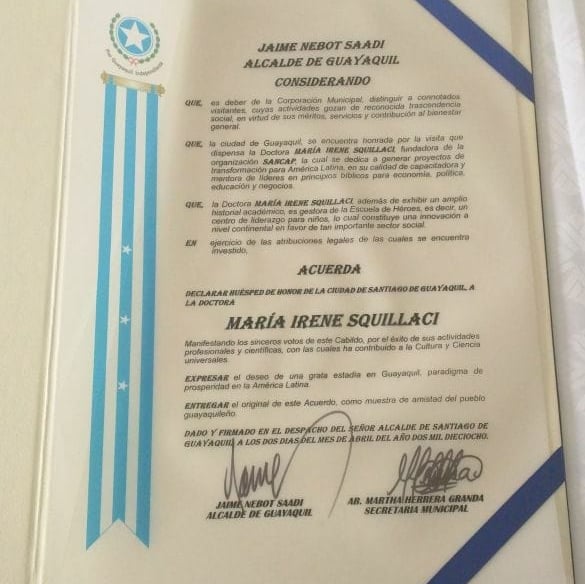 Por Guayaquil Independiente
JAIME NEBOT SAADI
ALCALDE DE GUAYAQUIL
CONSIDERANDO
QUE, es deber de la Corporación Municipal, distinguir a connotados
visitantes, cuyas actividades gozan de reconocida trascendencia
social, en virtud de sus méritos, servicios y contribución al bienestar
general.
QUE, la ciudad de Guayaquil, se encuentra honrada por la visita que
dispensa la Doctora MARÍA IRENE SQUILLACI, fundadora de la
organización SANCAP, la cual se dedica a generar proyectos de
transformación para América Latina, en su calidad de capacitadora y
mentora de líderes en principios bíblicos para economía, política,
educación y negocios.
QUE, la Doctora MARÍA IRENE SQUILLACI, además de exhibir un amplio
historial académico, es gestora de la Escuela de Héroes, es decir, un
centro de liderazgo para niños, lo cual constituye una innovación a
nivel continental en favor de tan importante sector social.
EN ejercicio de las atribuciones legales de las cuales se encuentra
investido,
ACUERDA
DECLARAR HUÉSPED DE HONOR DE LA CIUDAD DE SANTIAGO DE GUAYAQUIL, A
LA DOCTORA
MARÍA IRENE SQUILLACI
Manifestando los sinceros votos de este Cabildo, por el éxito de sus actividades
profesionales y científicas, con las cuales ha contribuido a la Cultura y Ciencia
universales.
EXPRESAR el deseo de una grata estadía en Guayaquil, paradigma de
prosperidad en la América Latina.
ENTREGAR el original de este Acuerdo, como muestra de amistad del pueblo
guayaquileño.
DADO Y FIRMADO EN EL DESPACHO DEL SEÑOR ALCALDE DE SANTIAGO DE
GUAYAQUIL, A LOS DOS DIAS DEL MES DE ABRIL DEL AÑO DOS MIL DIECIOCHO.
JAIME NEBOT SAADI
ALCALDE DE GUAYAQUIL
AB. MARTHA HERRERA GRANDA
SECRETARIA MUNICIPAL